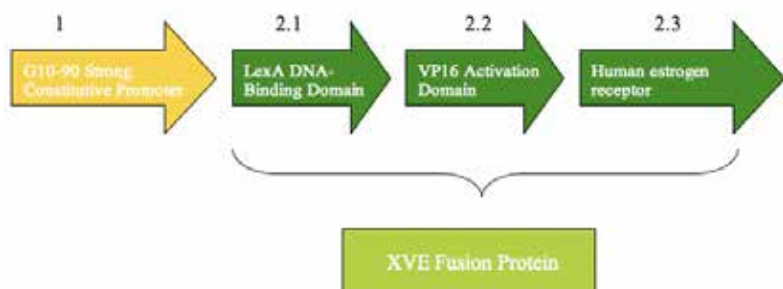 1
2.1
2.2
2.3
G10-90 Strong
Constitutive Promoter
LexA DNA-
Binding Domain
VP16 Activation
Domain
Human estrogen
receptor
XVE Fusion Protein